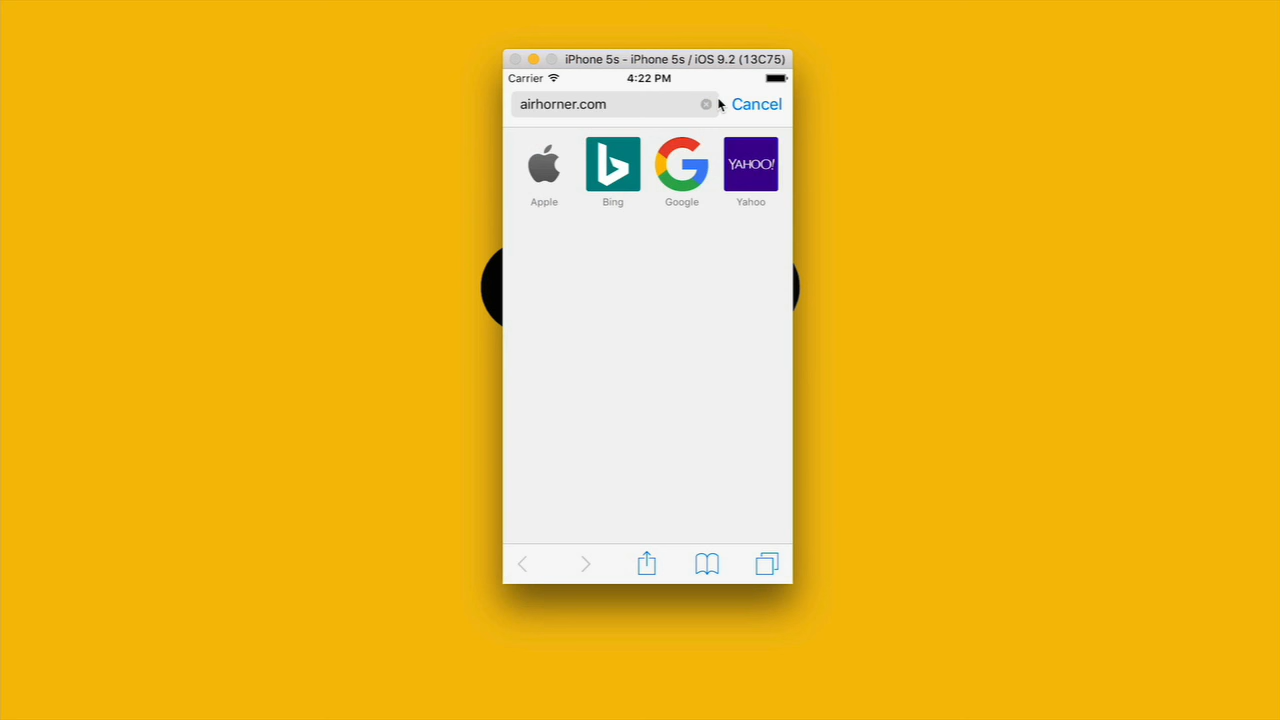 iPhone 5s - iPhone 5s / iOS 9.2 (13C75)
Carrier 4:22 PM
airhorner.com Cancel
YAHOO!
Apple Bing Google Yahoo